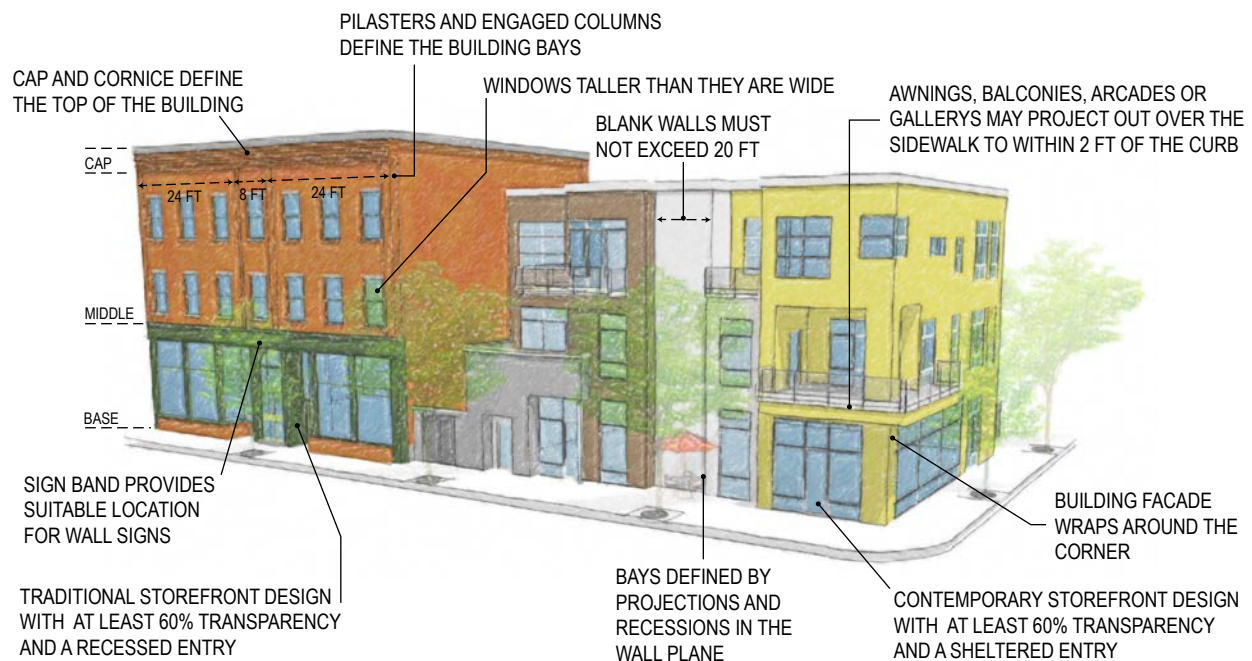 PILASTERS AND ENGAGED COLUMNS
DEFINE THE BUILDING BAYS
CAP AND CORNICE DEFINE
THE TOP OF THE BUILDING
WINDOWS TALLER THAN THEY ARE WIDE
BLANK WALLS MUST
NOT EXCEED 20 FT
AWNINGS, BALCONIES, ARCADES OR
GALLERYS MAY PROJECT OUT OVER THE
SIDEWALK TO WITHIN 2 FT OF THE CURB
CAP
24 FT
8 FT
24 FT
MIDDLE
BASE
SIGN BAND PROVIDES
SUITABLE LOCATION
FOR WALL SIGNS
BUILDING FACADE
WRAPS AROUND THE
CORNER
TRADITIONAL STOREFRONT DESIGN
WITH AT LEAST 60% TRANSPARENCY
AND A RECESSED ENTRY
BAYS DEFINED BY
PROJECTIONS AND
RECESSIONS IN THE
WALL PLANE
CONTEMPORARY STOREFRONT DESIGN
WITH AT LEAST 60% TRANSPARENCY
AND A SHELTERED ENTRY